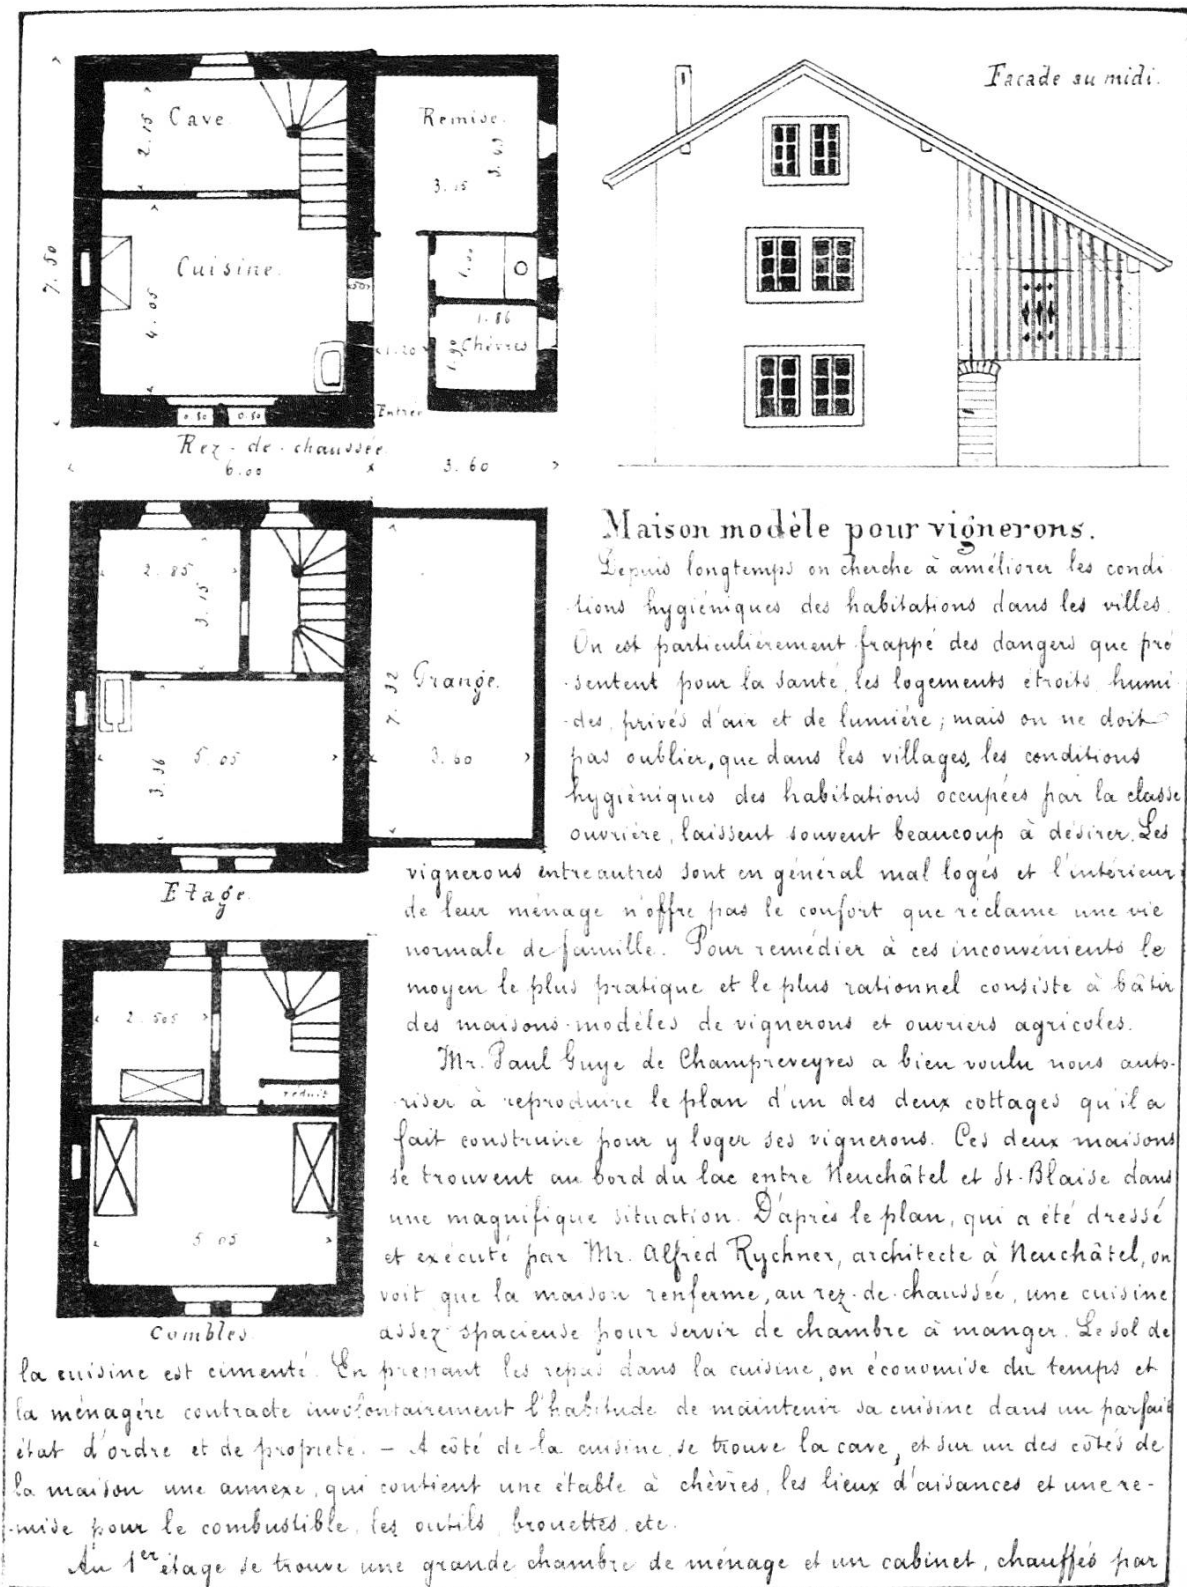 Façade au midi.
Cave.
2.15
Remise.
3.49
3.15
7.50
Cuisine.
4.05
1.00
1.86
1.90
Chèvres
1.20
Entrée
0.80 0.80
Rez-de-chaussée.
6.00 3.60
2.85
3.15
Grange.
7.32
5.05
3.36
3.60
Etage.
2.505
reduit
5.05
Combles.
Maison modèle pour vignerons.
Depuis longtemps on cherche à améliorer les condi
tions hygiéniques des habitations dans les villes.
On est particulièrement frappé des dangers que pré
-sentent pour la santé, les logements étroits, humi-
-des, privés d'air et de lumière; mais on ne doit
pas oublier, que dans les villages, les conditions
hygiéniques des habitations occupées par la classe
ouvrière, laissent souvent beaucoup à désirer. Les
vignerons entre autres sont en général mal logés et l'intérieur
de leur ménage n'offre pas le confort que réclame une vie
normale de famille. Pour remédier à ces inconvénients le
moyen le plus pratique et le plus rationnel consiste à bâtir
des maisons-modèles de vignerons et ouvriers agricoles.
Mr. Paul Guye de Champreveyres a bien voulu nous auto-
-riser à reproduire le plan d'un des deux cottages qu'il a
fait construire pour y loger ses vignerons. Ces deux maisons
se trouvent au bord du lac entre Neuchâtel et St-Blaise dans
une magnifique situation. D'après le plan, qui a été dressé
et exécuté par Mr. Alfred Rychner, architecte à Neuchâtel, on
voit que la maison renferme, au rez-de-chaussée, une cuisine
assez spacieuse pour servir de chambre à manger. Le sol de
la cuisine est cimenté. En prenant les repas dans la cuisine, on économise du temps et
la ménagère contracte involontairement l'habitude de maintenir sa cuisine dans un parfait
état d'ordre et de propreté. — A côté de la cuisine se trouve la cave, et sur un des côtés de
la maison une annexe, qui contient une étable à chèvres, les lieux d'aisances et une re-
-mise pour le combustible, les outils, brouettes, etc.
Au 1er étage se trouve une grande chambre de ménage et un cabinet, chauffés par